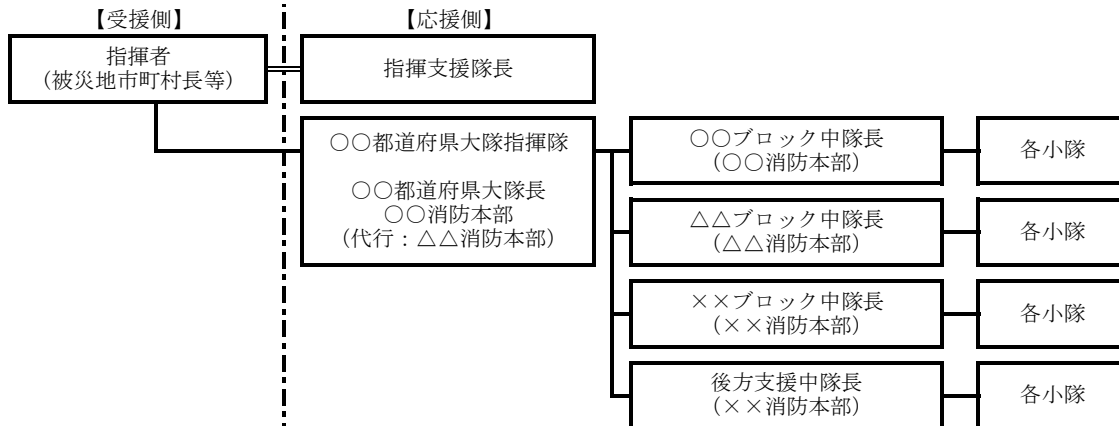 【受援側】
【応援側】
指揮者
(被災地市町村長等)
指揮支援隊長
○○都道府県大隊指揮隊
○○都道府県大隊長
○○消防本部
(代行：△△消防本部)
○○ブロック中隊長
(○○消防本部)
各小隊
△△ブロック中隊長
(△△消防本部)
各小隊
××ブロック中隊長
(××消防本部)
各小隊
後方支援中隊長
(××消防本部)
各小隊